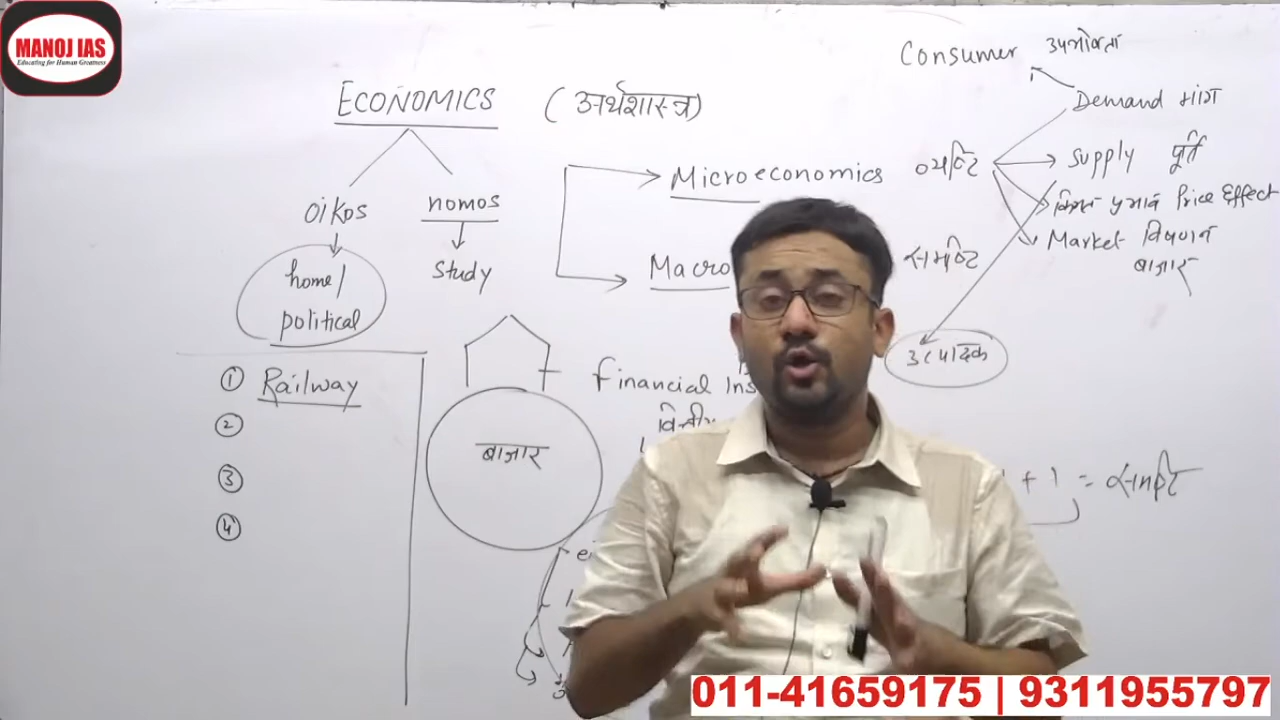 MANOJ IAS
Educating for Human Greatness
ECONOMICS (अर्थशास्त्र)
oikos nomos
home/ study
political
① Railway
②
③
④
बाजार
Microeconomics व्यष्टि
Macro समष्टि
Consumer उपभोक्ता
Demand मांग
Supply पूर्ति
प्रभाव Price Effect
Market विपणन
बाजार
उत्पादक
financial Ins
+ 1 = समष्टि
011-41659175 | 9311955797